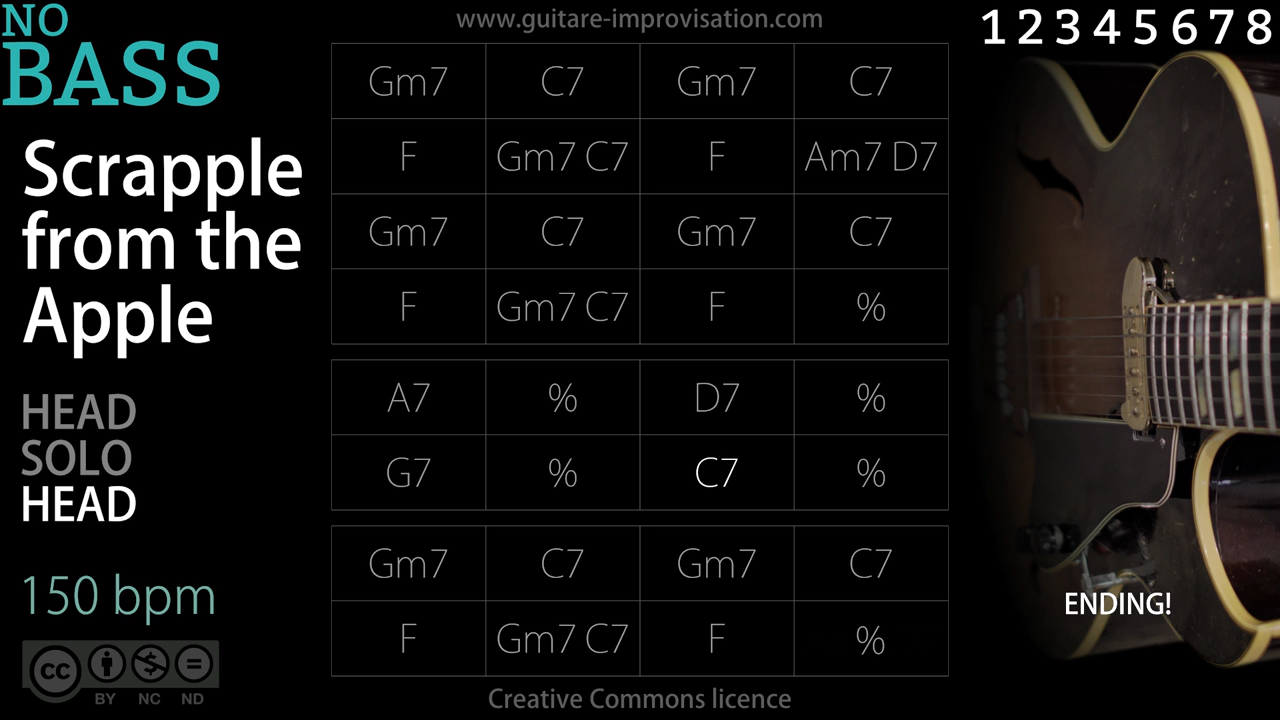 NO
BASS
www.guitare-improvisation.com
1 2 3 4 5 6 7 8
Scrapple
from the
Apple
HEAD
SOLO
HEAD
150 bpm
cc
BY NC ND
Gm7 C7 Gm7 C7
F Gm7 C7 F Am7 D7
Gm7 C7 Gm7 C7
F Gm7 C7 F %
A7 % D7 %
G7 % C7 %
Gm7 C7 Gm7 C7
F Gm7 C7 F %
ENDING!
Creative Commons licence